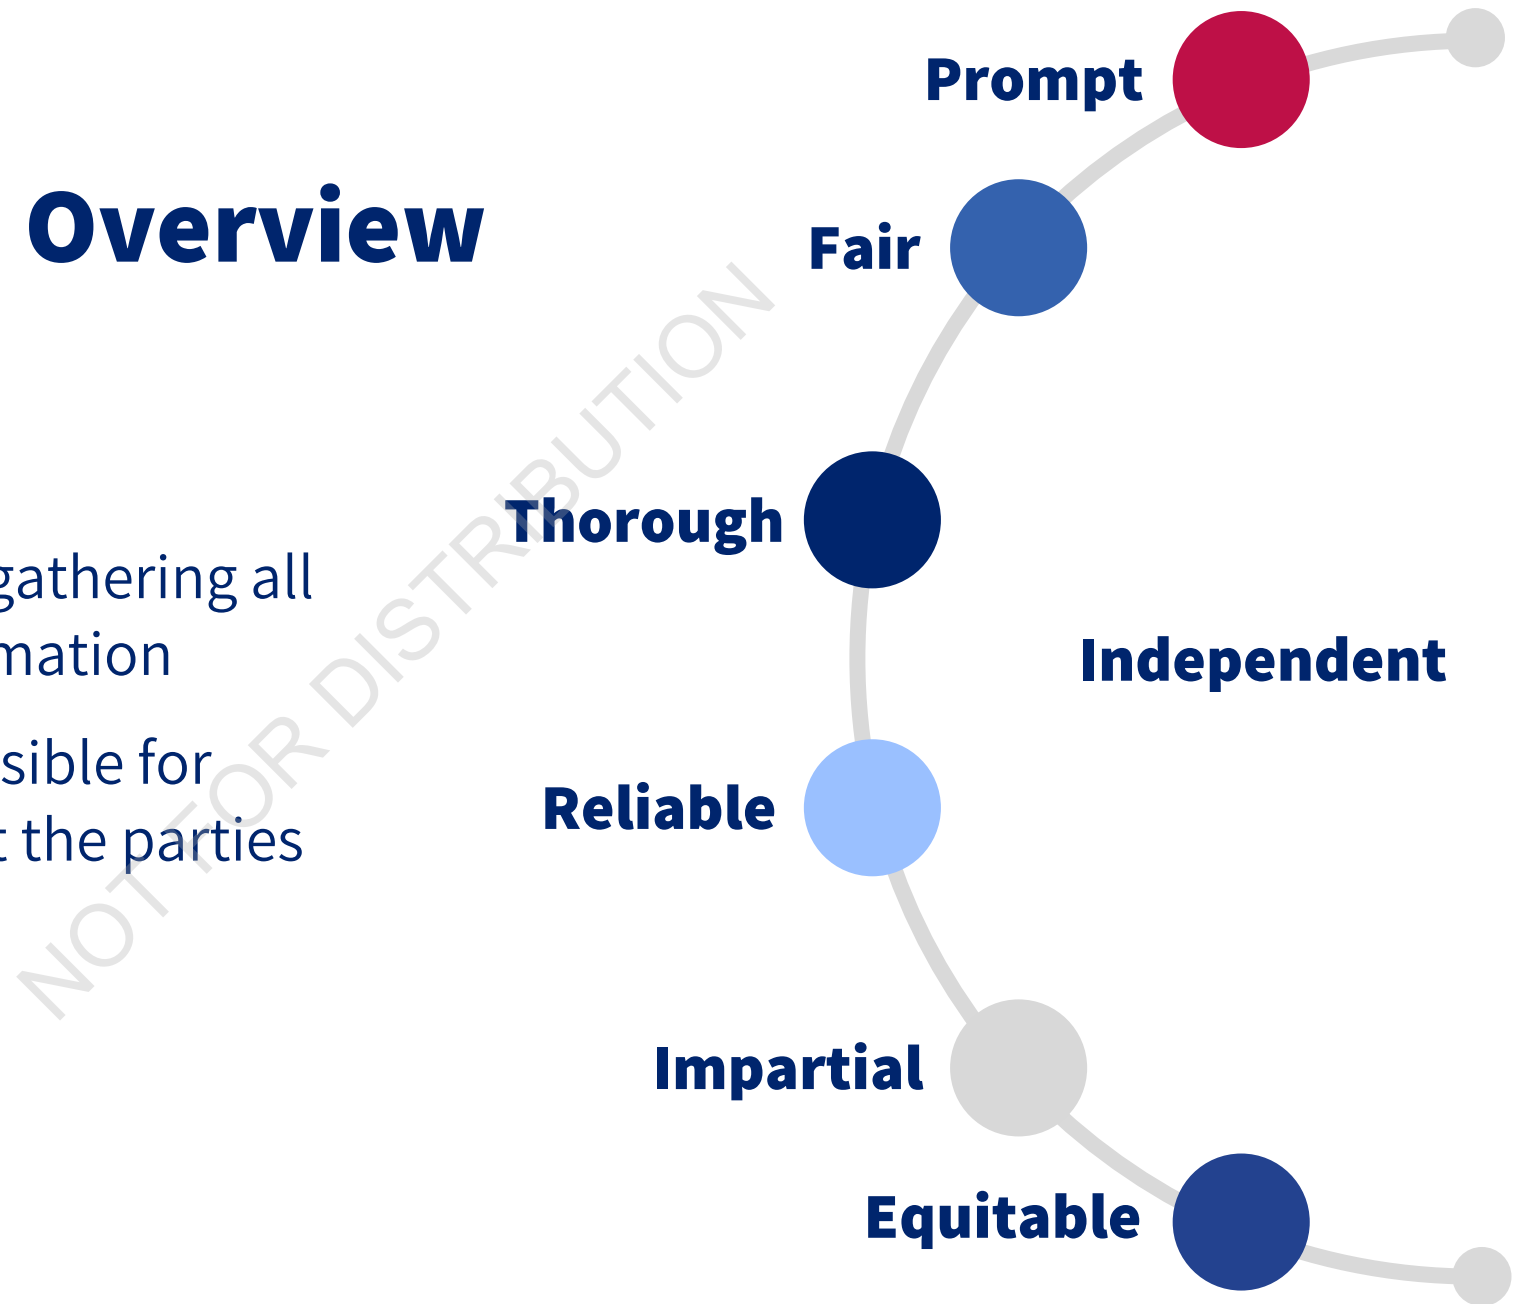 Overview
gathering all
mation
sible for
t the parties
Prompt
Fair
Thorough
Independent
Reliable
Impartial
Equitable
NOT FOR DISTRIBUTION